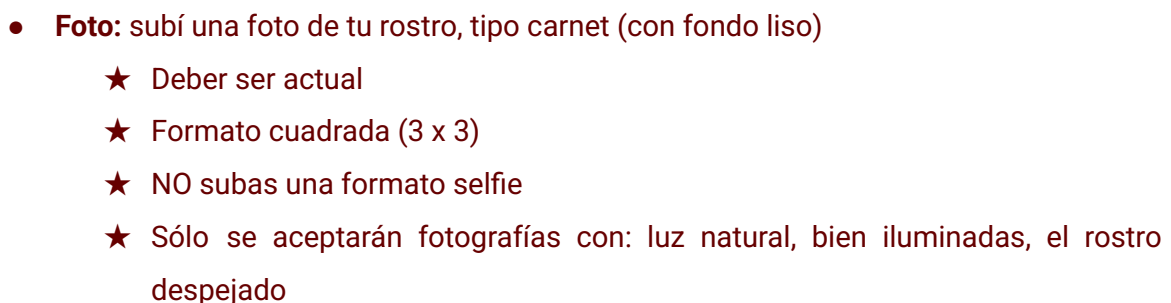 ● Foto: subí una foto de tu rostro, tipo carnet (con fondo liso)
★ Deber ser actual
★ Formato cuadrada (3 x 3)
★ NO subas una formato selfie
★ Sólo se aceptarán fotografías con: luz natural, bien iluminadas, el rostro
despejado